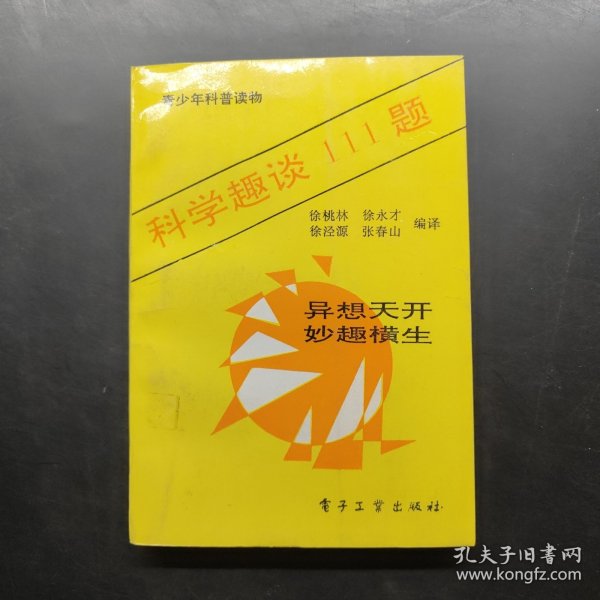 青少年科普读物
科学趣谈111题
徐桃林 徐永才
徐泾源 张春山 编译
异想天开
妙趣横生
電子工業出版社
孔夫子旧書网
www.kongfz.com